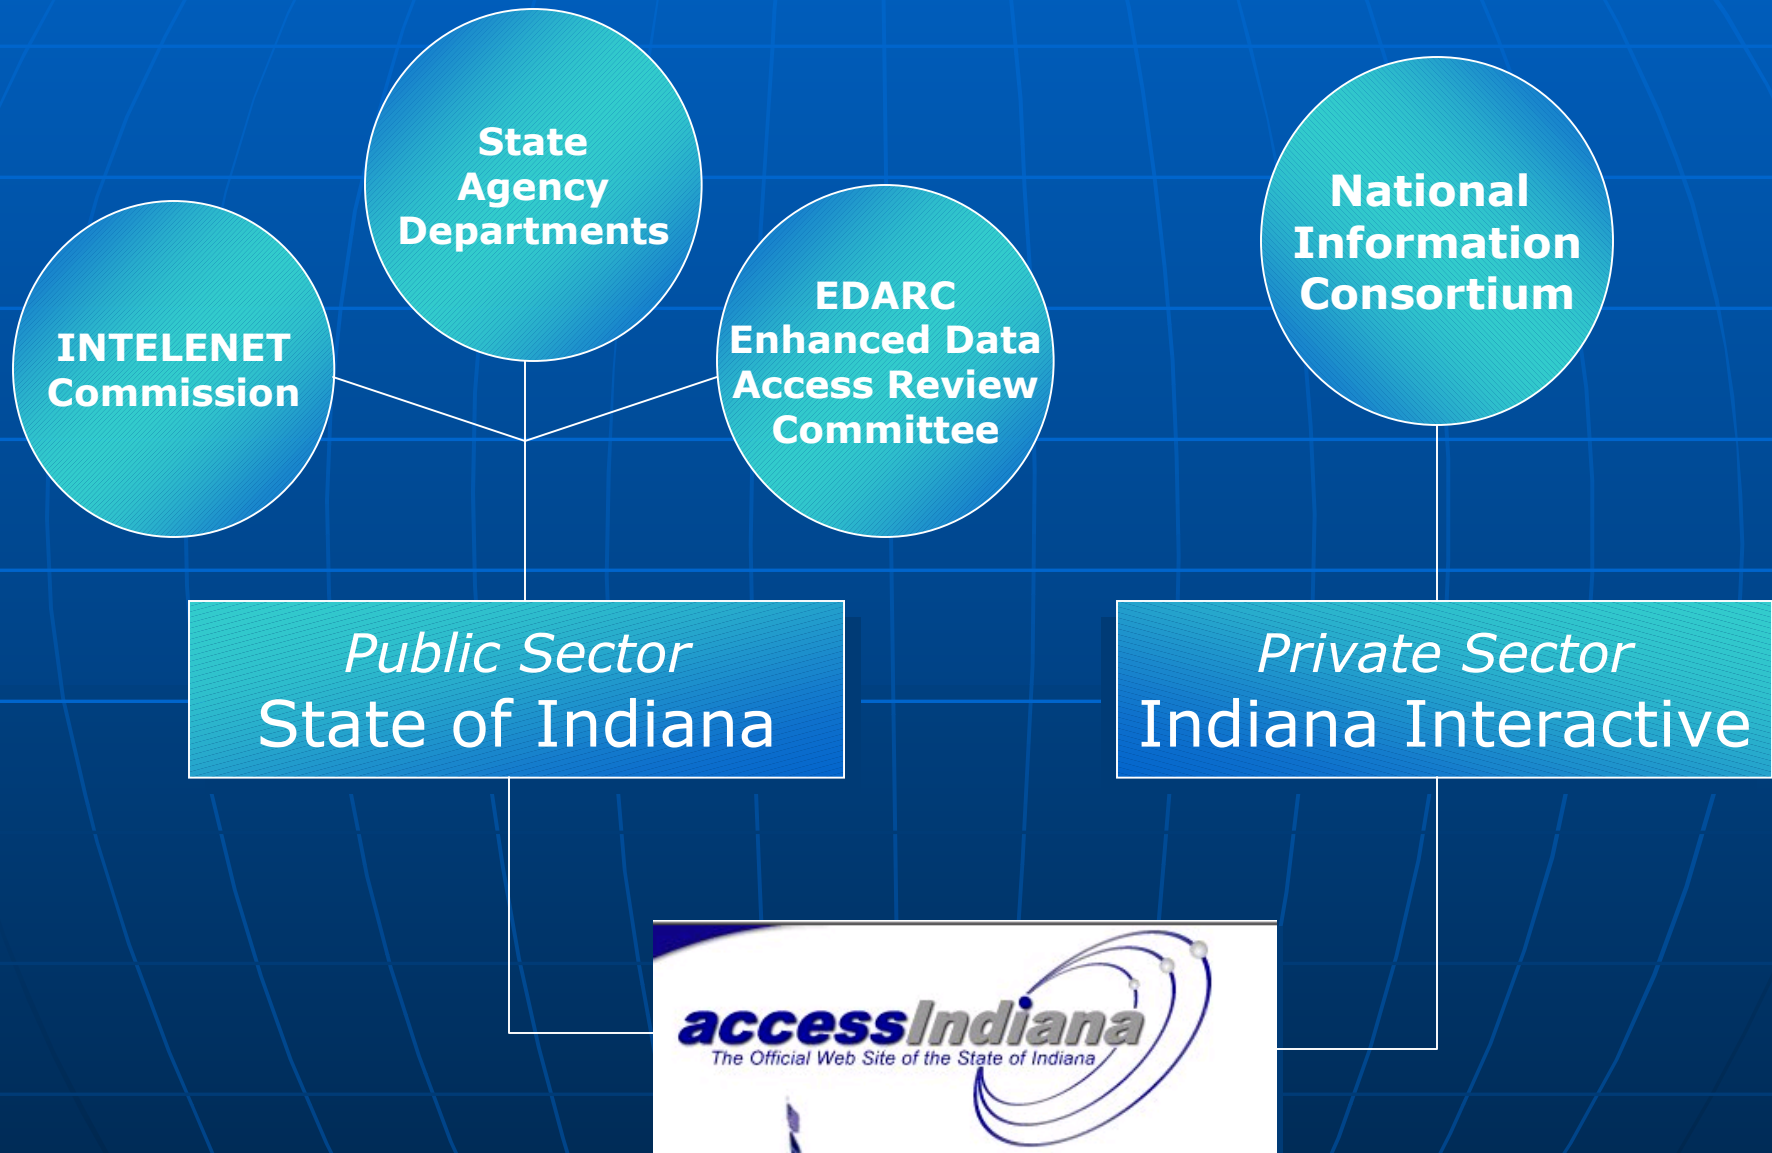 State
Agency
Departments
INTELENET
Commission
EDARC
Enhanced Data
Access Review
Committee
National
Information
Consortium
Public Sector
State of Indiana
Private Sector
Indiana Interactive
accessIndiana
The Official Web Site of the State of Indiana